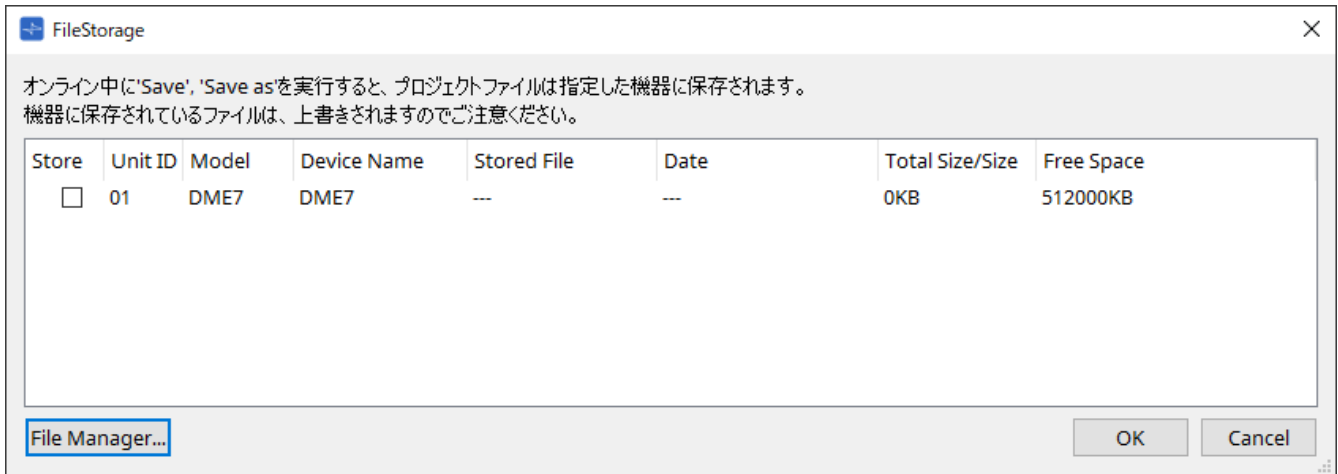 FileStorage
オンライン中に'Save', 'Save as'を実行すると、プロジェクトファイルは指定した機器に保存されます。
機器に保存されているファイルは、上書きされますのでご注意ください。
Store Unit ID Model Device Name Stored File Date Total Size/Size Free Space
01 DME7 DME7 --- --- 0KB 512000KB
File Manager... OK Cancel